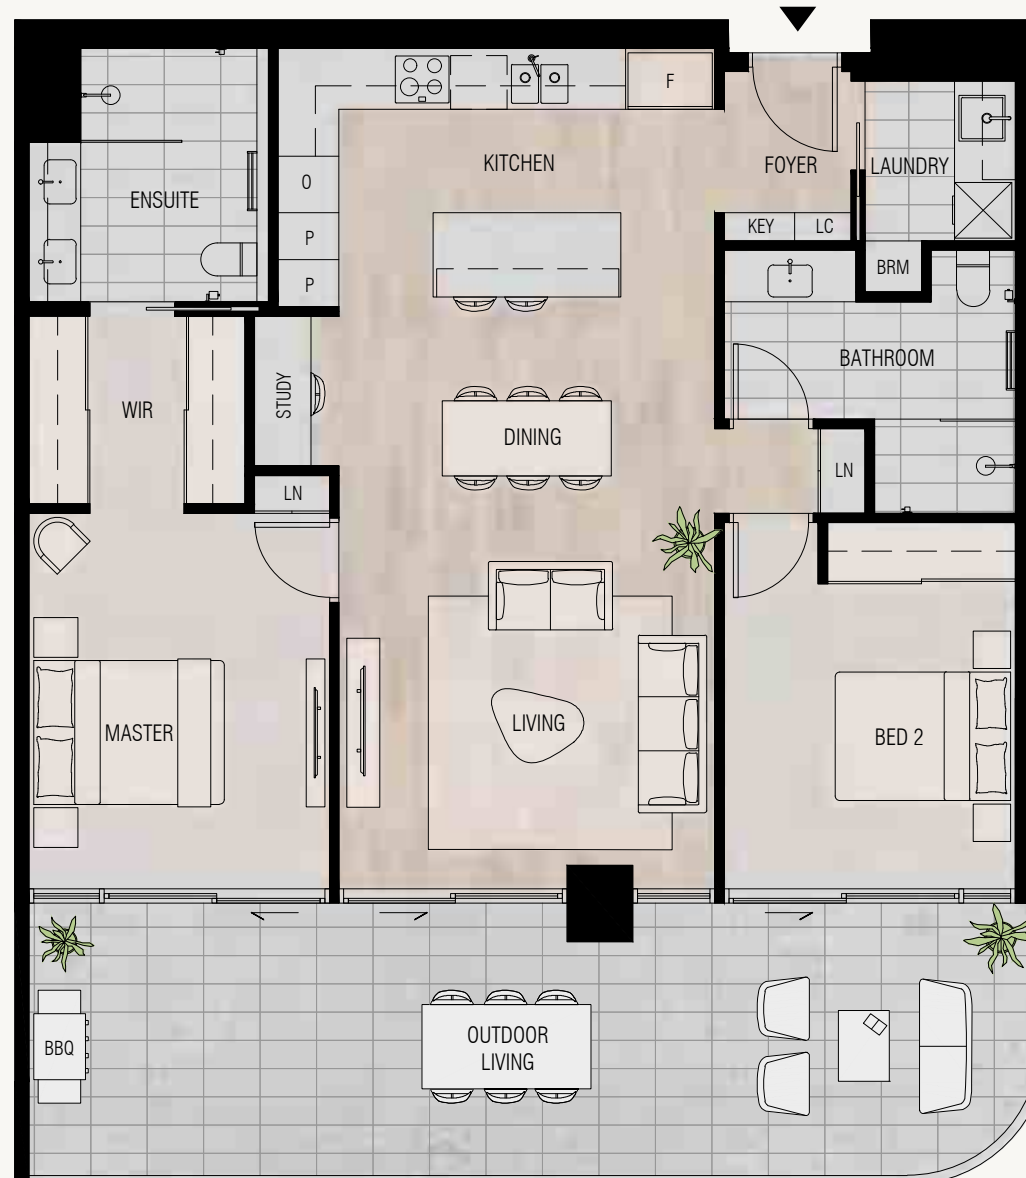 F
KITCHEN
FOYER
LAUNDRY
O
ENSUITE
P
KEY
LC
P
BRM
BATHROOM
WIR
STUDY
DINING
LN
LN
LIVING
MASTER
BED 2
OUTDOOR
LIVING
BBQ